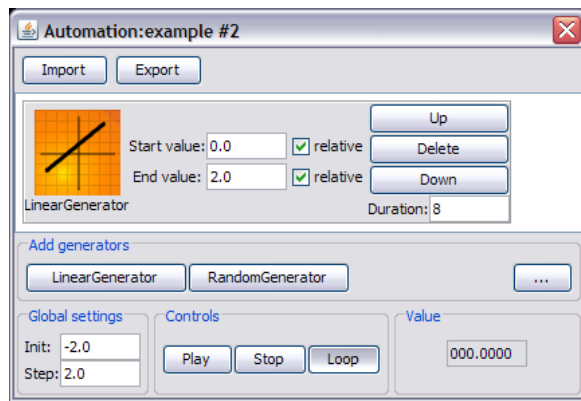 Automation:example #2
Import Export
Up
Start value: 0.0 relative Delete
End value: 2.0 relative Down
LinearGenerator Duration: 8
Add generators
LinearGenerator RandomGenerator ...
Global settings Controls Value
Init: -2.0
Play Stop Loop 000.0000
Step: 2.0